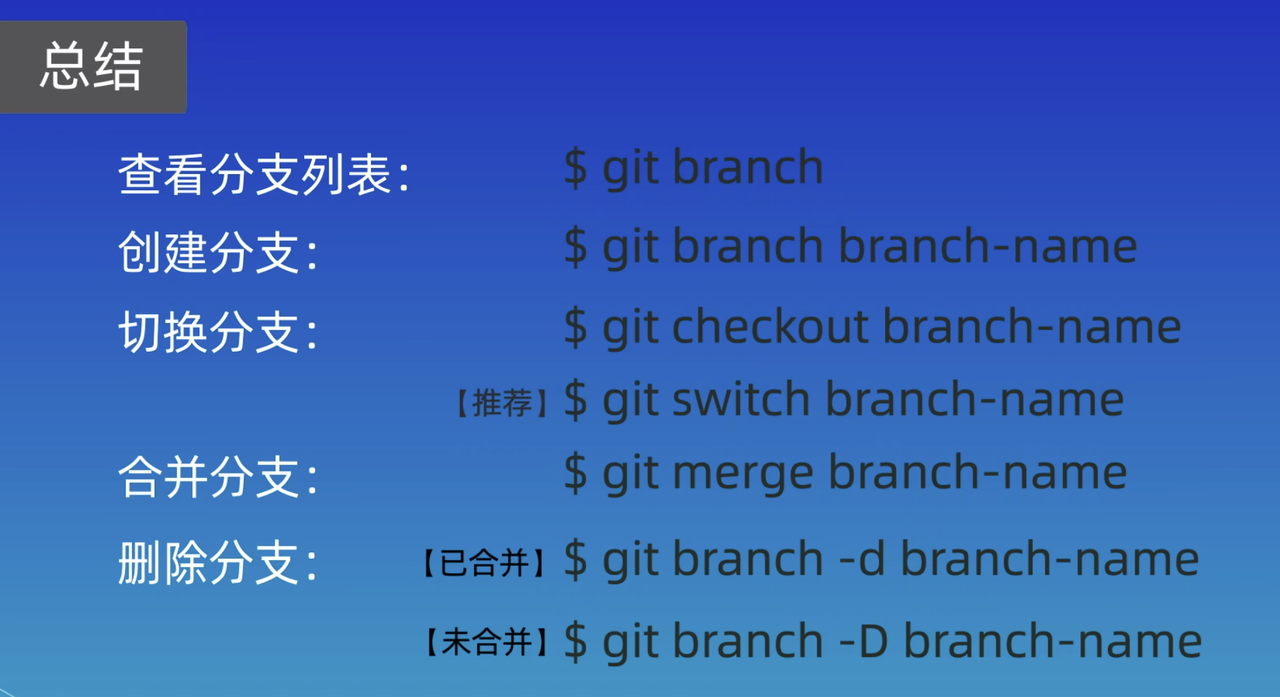 总结
查看分支列表： $ git branch
创建分支： $ git branch branch-name
切换分支： $ git checkout branch-name
【推荐】 $ git switch branch-name
合并分支： $ git merge branch-name
删除分支： 【已合并】 $ git branch -d branch-name
【未合并】 $ git branch -D branch-name